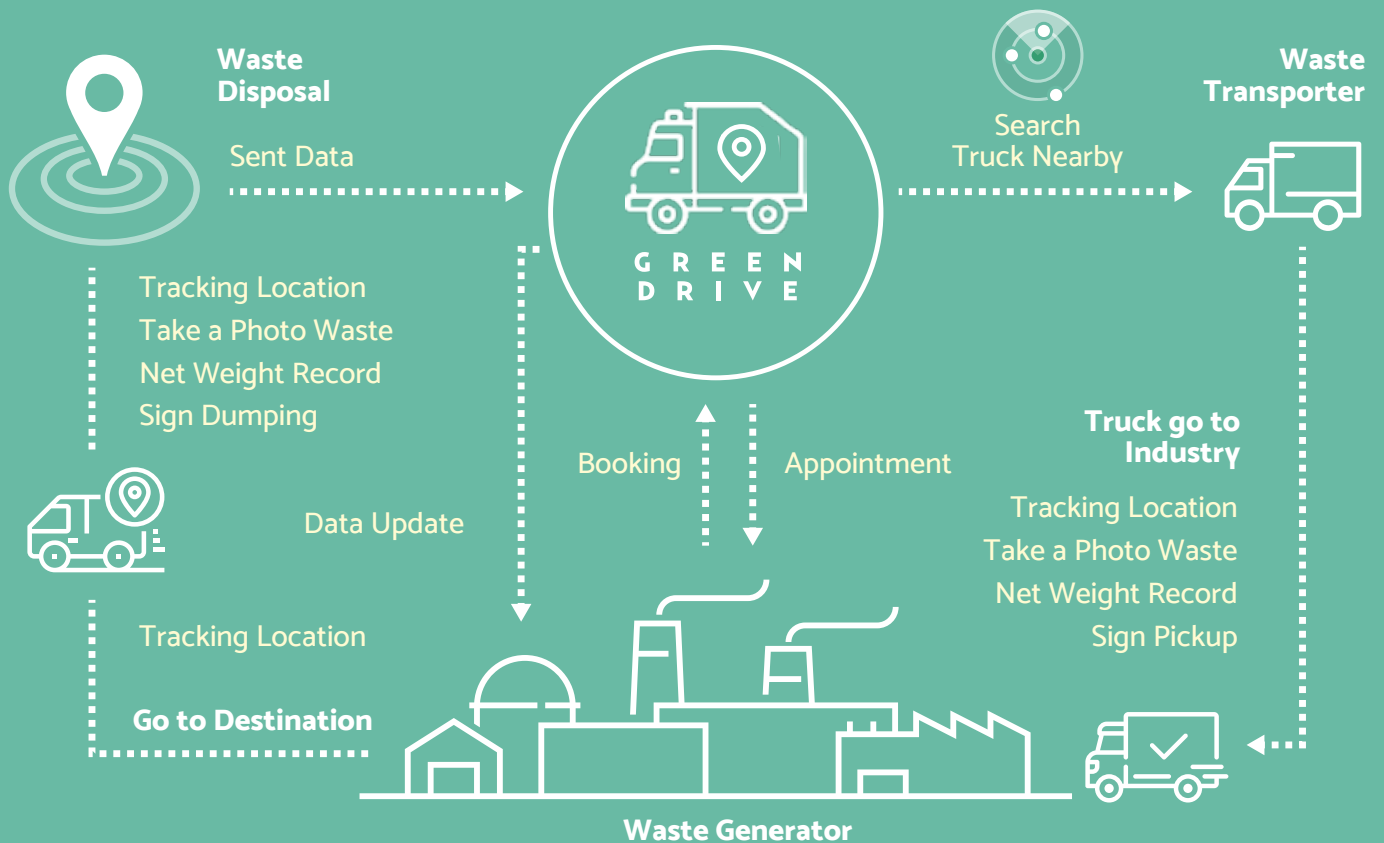 Waste
Disposal
Sent Data
GREEN
DRIVE
Search
Truck Nearby
Waste
Transporter
Tracking Location
Take a Photo Waste
Net Weight Record
Sign Dumping
Booking
Appointment
Data Update
Truck go to
Industry
Tracking Location
Take a Photo Waste
Net Weight Record
Sign Pickup
Tracking Location
Go to Destination
Waste Generator